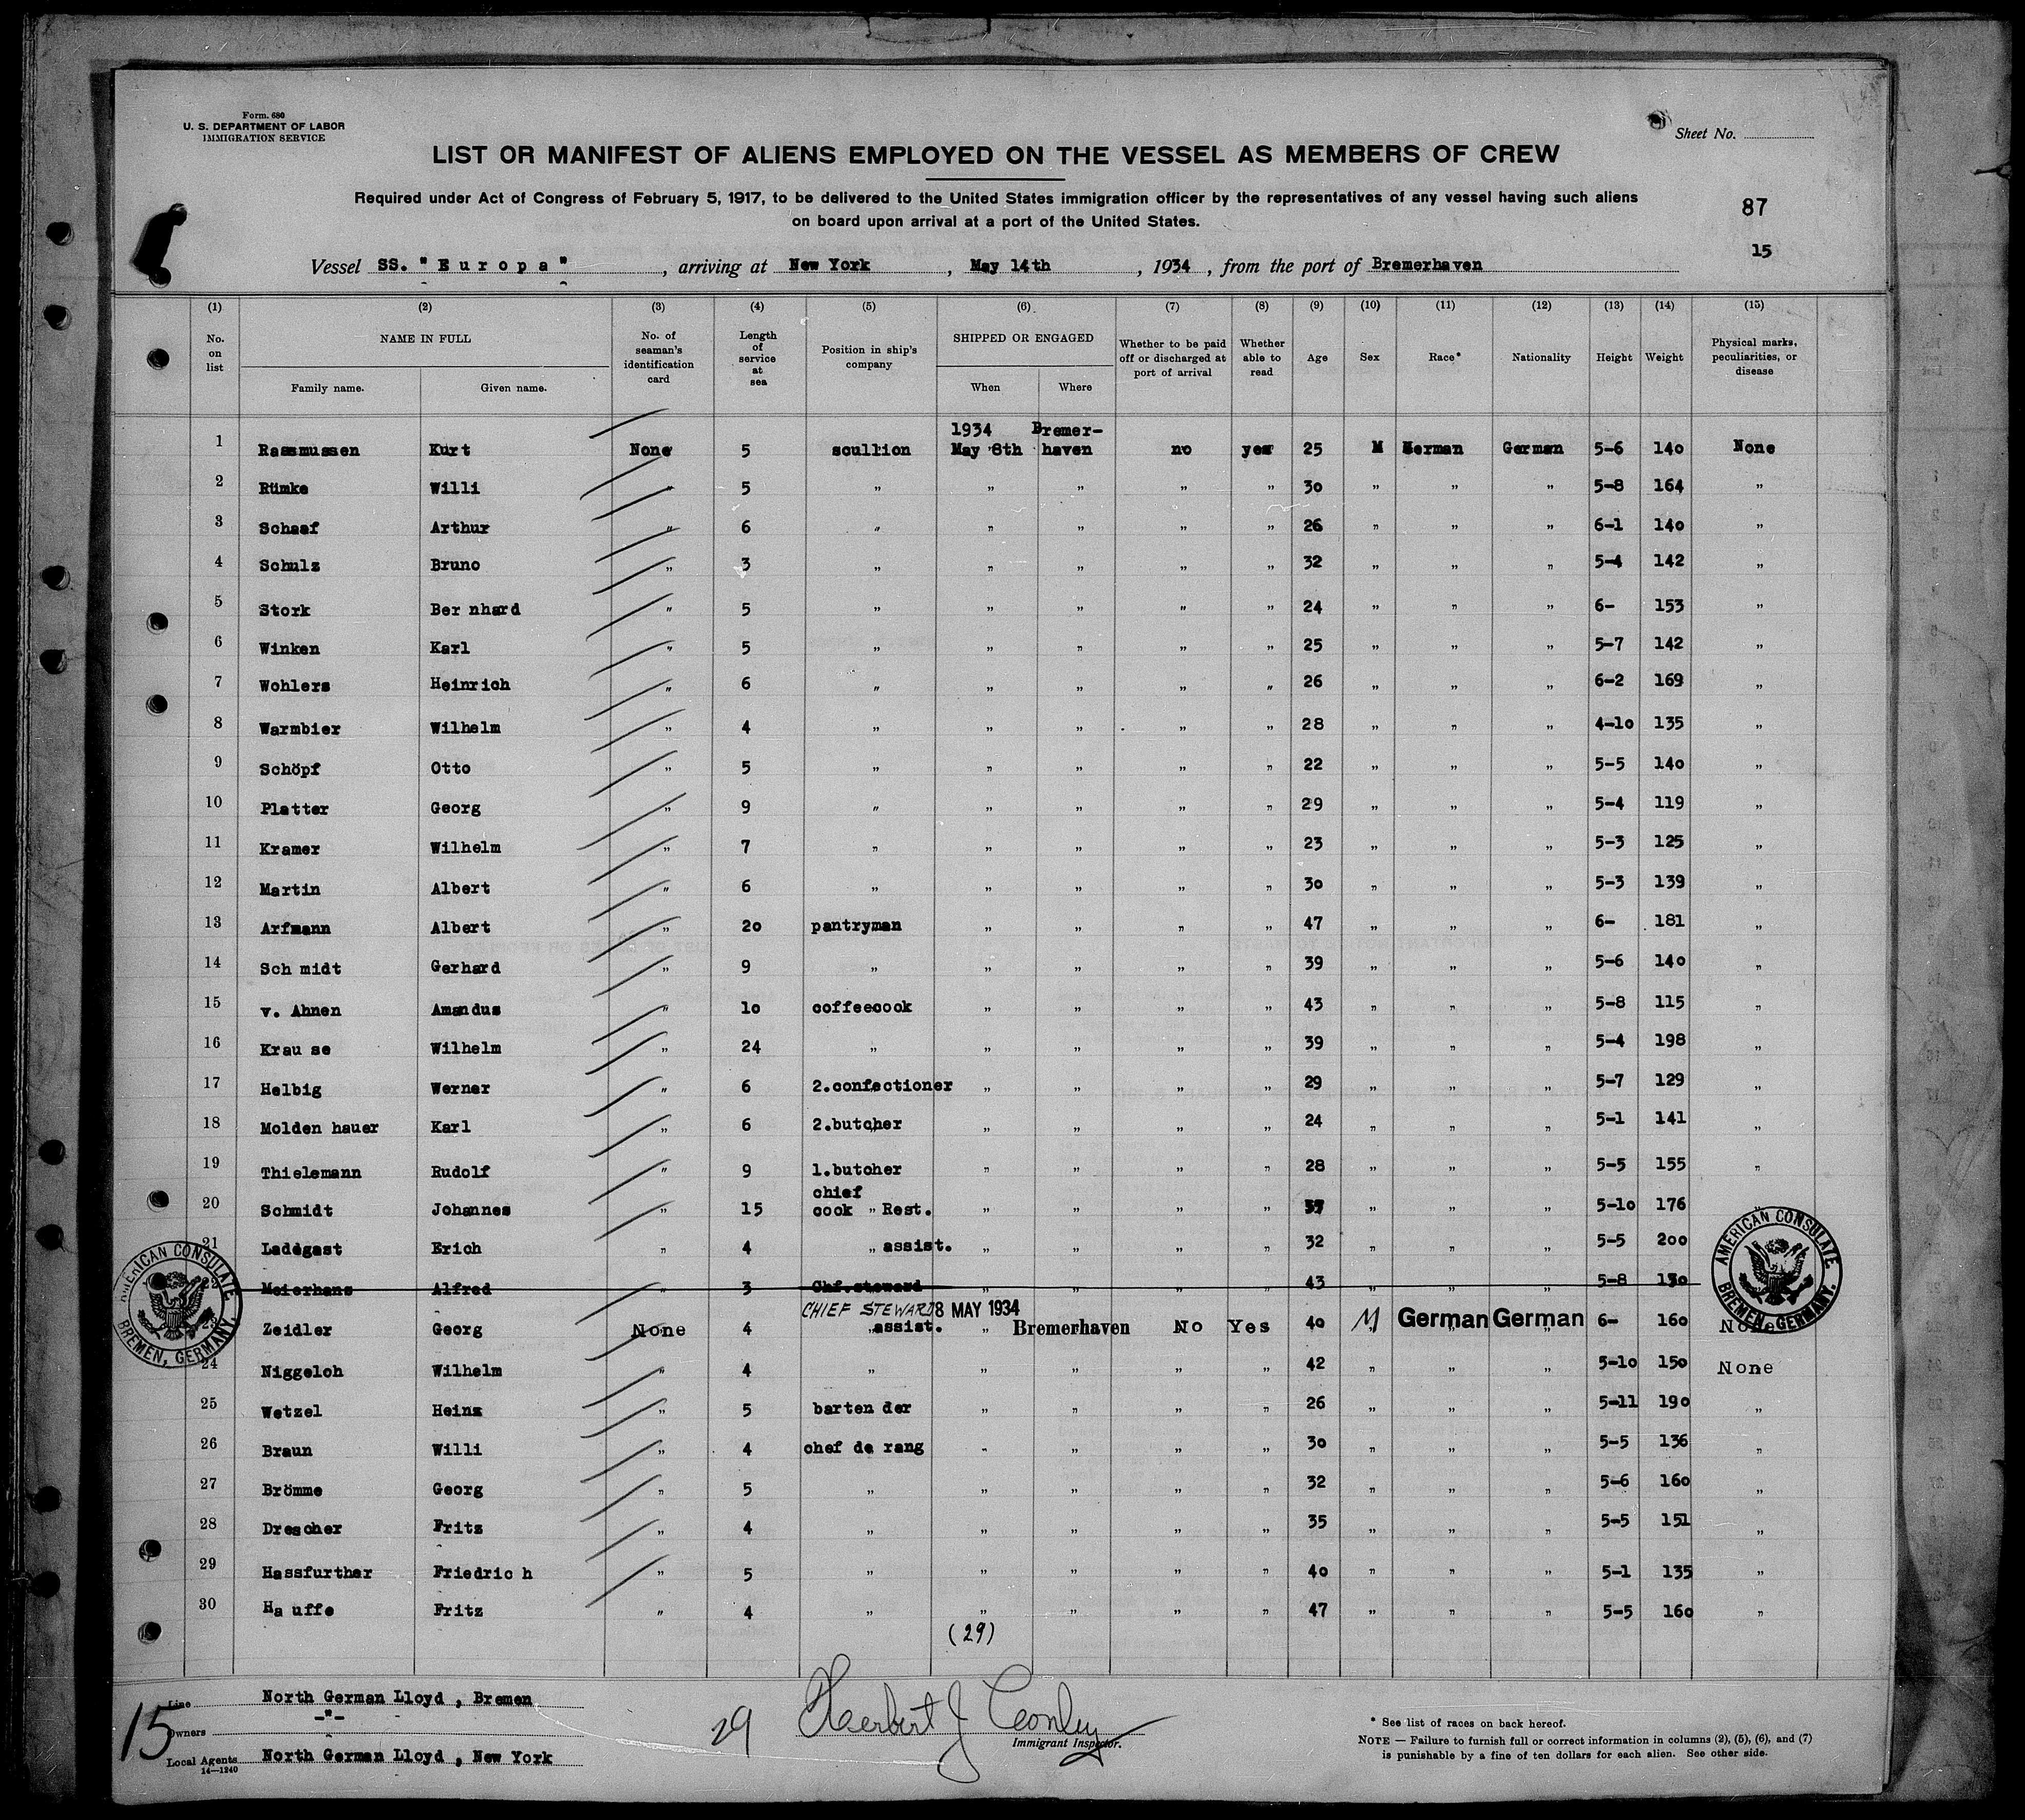 Form. 680
U. S. DEPARTMENT OF LABOR
IMMIGRATION SERVICE
Sheet No.
LIST OR MANIFEST OF ALIENS EMPLOYED ON THE VESSEL AS MEMBERS OF CREW
Required under Act of Congress of February 5, 1917, to be delivered to the United States immigration officer by the representatives of any vessel having such aliens
on board upon arrival at a port of the United States.
87
15
Vessel SS. "Europa", arriving at New York, May 14th, 1934, from the port of Bremerhaven
(1) (2) (3) (4) (5) (6) (7) (8) (9) (10) (11) (12) (13) (14) (15)
No. on list NAME IN FULL Family name. Given name. No. of seaman's identification card Length of service at sea Position in ship's company SHIPPED OR ENGAGED When Where Whether to be paid off or discharged at port of arrival Whether able to read Age Sex Race* Nationality Height Weight Physical marks, peculiarities, or disease
1934 Bremer-
1 Rassmussen Kurt None 5 scullion May 8th haven no yes 25 M German German 5-6 140 None
2 Rümke Willi " 5 " " " " " 30 " " " 5-8 164 "
3 Schaaf Arthur " 6 " " " " " 26 " " " 6-1 140 "
4 Schulz Bruno " 3 " " " " " 32 " " " 5-4 142 "
5 Stork Ber nhard " 5 " " " " " 24 " " " 6- 153 "
6 Winken Karl " 5 " " " " " 25 " " " 5-7 142 "
7 Wohlers Heinrich " 6 " " " " " 26 " " " 6-2 169 "
8 Warmbier Wilhelm " 4 " " " " " 28 " " " 4-10 135 "
9 Schöpf Otto " 5 " " " " " 22 " " " 5-5 140 "
10 Platter Georg " 9 " " " " " 29 " " " 5-4 119 "
11 Kramer Wilhelm " 7 " " " " " 23 " " " 5-3 125 "
12 Martin Albert " 6 " " " " " 30 " " " 5-3 139 "
13 Arfmann Albert " 20 pantryman " " " " 47 " " " 6- 181 "
14 Sch midt Gerhard " 9 " " " " " 39 " " " 5-6 140 "
15 v. Ahnen Amandus " 10 coffeecook " " " " 43 " " " 5-8 115 "
16 Krau se Wilhelm " 24 " " " " " 39 " " " 5-4 198 "
17 Helbig Werner " 6 2.confectioner " " " " 29 " " " 5-7 129 "
18 Molden hauer Karl " 6 2.butcher " " " " 24 " " " 5-1 141 "
19 Thielemann Rudolf " 9 1.butcher " " " " 28 " " " 5-5 155 "
chief
20 Schmidt Johannes " 15 cook " Rest. " " " " " " " 5-10 176 "
21 Ladegast Erich " 4 " assist. " " " " 32 " " " 5-5 200
Meierhans Alfred " 3 Chf.steward " " " " 43 " " " 5-8 130
CHIEF STEWARD 8 MAY 1934
Zeidler Georg None 4 "assist. " Bremerhaven No Yes 40 M German German 6- 160 None
24 Niggeloh Wilhelm " 4 " " " " " 42 " " " 5-10 150 None
25 Wetzel Heinz " 5 barten der " " " " 26 " " " 5-11 190 "
26 Braun Willi " 4 chef de rang " " " " 30 " " " 5-5 136 "
27 Brömme Georg " 5 " " " " " 32 " " " 5-6 160 "
28 Drescher Fritz " 4 " " " " " 35 " " " 5-5 151 "
29 Hassfurther Friedric h " 5 " " " " " 40 " " " 5-1 135 "
30 Ha uffe Fritz " 4 " " " " " 47 " " " 5-5 160 "
(29)
AMERICAN CONSULATE
BREMEN, GERMANY.
AMERICAN CONSULATE
BREMEN, GERMANY.
15
Line North German Lloyd, Bremen
Owners -"-
Local Agents North German Lloyd, New York
14—1240
29
Herbert J Conley
Immigrant Inspector.
* See list of races on back hereof.
NOTE — Failure to furnish full or correct information in columns (2), (5), (6), and (7)
is punishable by a fine of ten dollars for each alien. See other side.